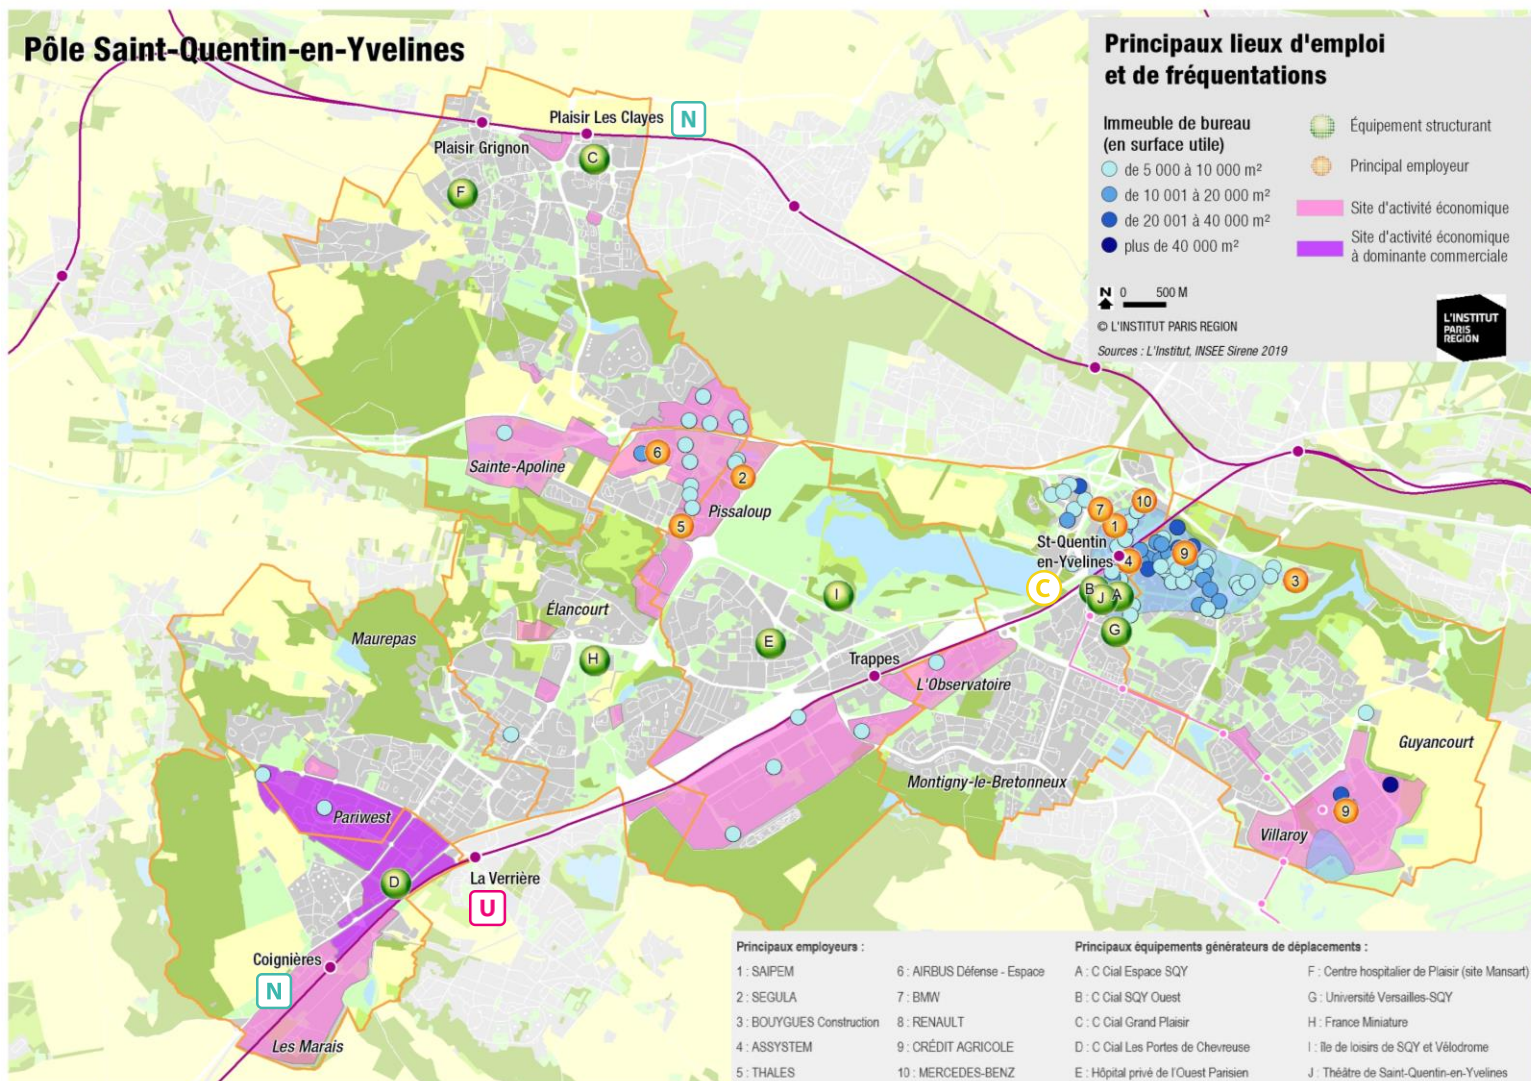 Pôle Saint-Quentin-en-Yvelines
Principaux lieux d'emploi
et de fréquentations
Immeuble de bureau
(en surface utile)
de 5 000 à 10 000 m²
de 10 001 à 20 000 m²
de 20 001 à 40 000 m²
plus de 40 000 m²
Équipement structurant
Principal employeur
Site d'activité économique
Site d'activité économique
à dominante commerciale
N 0 500 M
© L'INSTITUT PARIS REGION
Sources : L'Institut, INSEE Sirene 2019
L'INSTITUT
PARIS
REGION
Plaisir Les Clayes
N
Plaisir Grignon
C
F
Sainte-Apoline
6
2
Pissaloup
5
10
7
1
St-Quentin
en-Yvelines
4
9
3
C
B
J
A
G
I
Élancourt
E
Maurepas
H
Trappes
L'Observatoire
Montigny-le-Bretonneux
Guyancourt
Pariwest
9
Villaroy
D
La Verrière
U
Coignières
N
Les Marais
Principaux employeurs :
1 : SAIPEM
2 : SEGULA
3 : BOUYGUES Construction
4 : ASSYSTEM
5 : THALES
6 : AIRBUS Défense - Espace
7 : BMW
8 : RENAULT
9 : CRÉDIT AGRICOLE
10 : MERCEDES-BENZ
Principaux équipements générateurs de déplacements :
A : C Cial Espace SQY
B : C Cial SQY Ouest
C : C Cial Grand Plaisir
D : C Cial Les Portes de Chevreuse
E : Hôpital privé de l'Ouest Parisien
F : Centre hospitalier de Plaisir (site Mansart)
G : Université Versailles-SQY
H : France Miniature
I : Île de loisirs de SQY et Vélodrome
J : Théâtre de Saint-Quentin-en-Yvelines